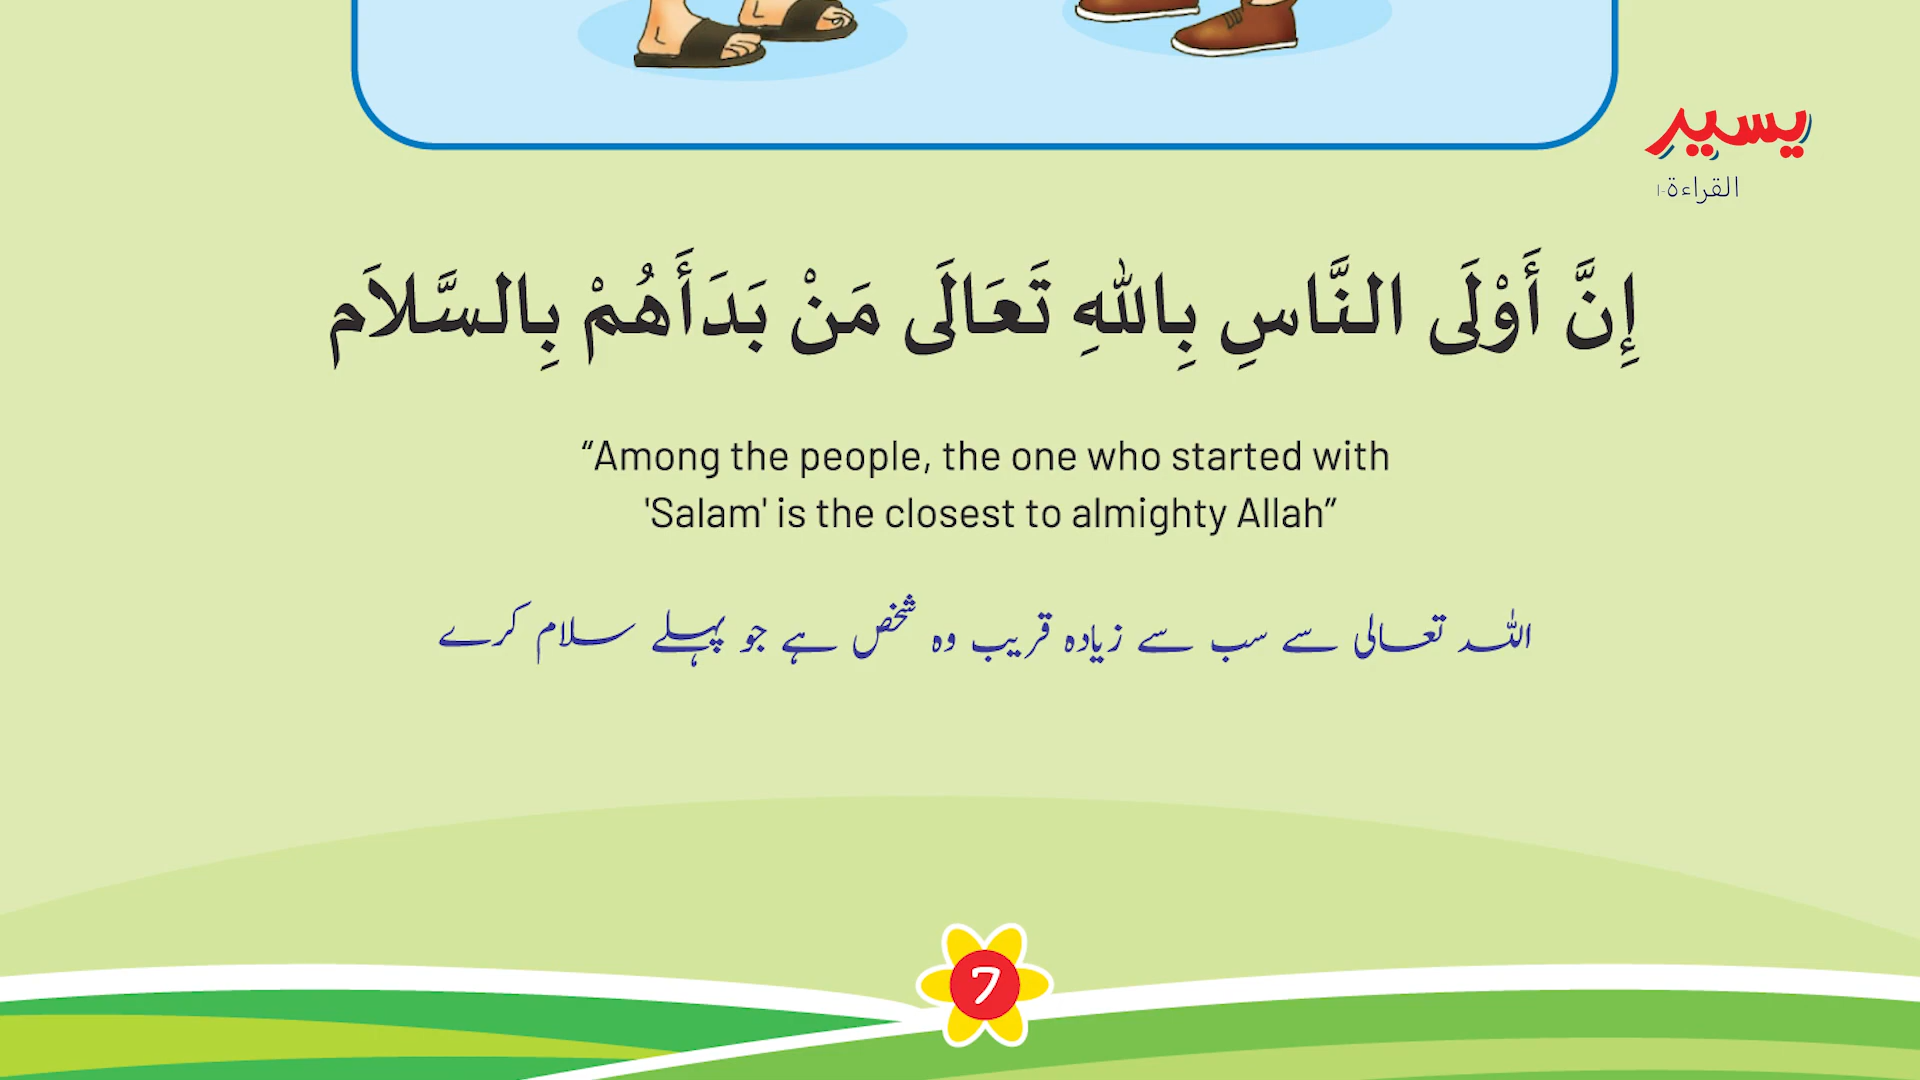 يسير
القراءة-١
إِنَّ أَوْلَى النَّاسِ بِاللهِ تَعَالَى مَنْ بَدَأَهُمْ بِالسَّلاَم
“Among the people, the one who started with
'Salam' is the closest to almighty Allah”
اللہ تعالی سے سب سے زیادہ قریب وہ شخص ہے جو پہلے سلام کرے
7